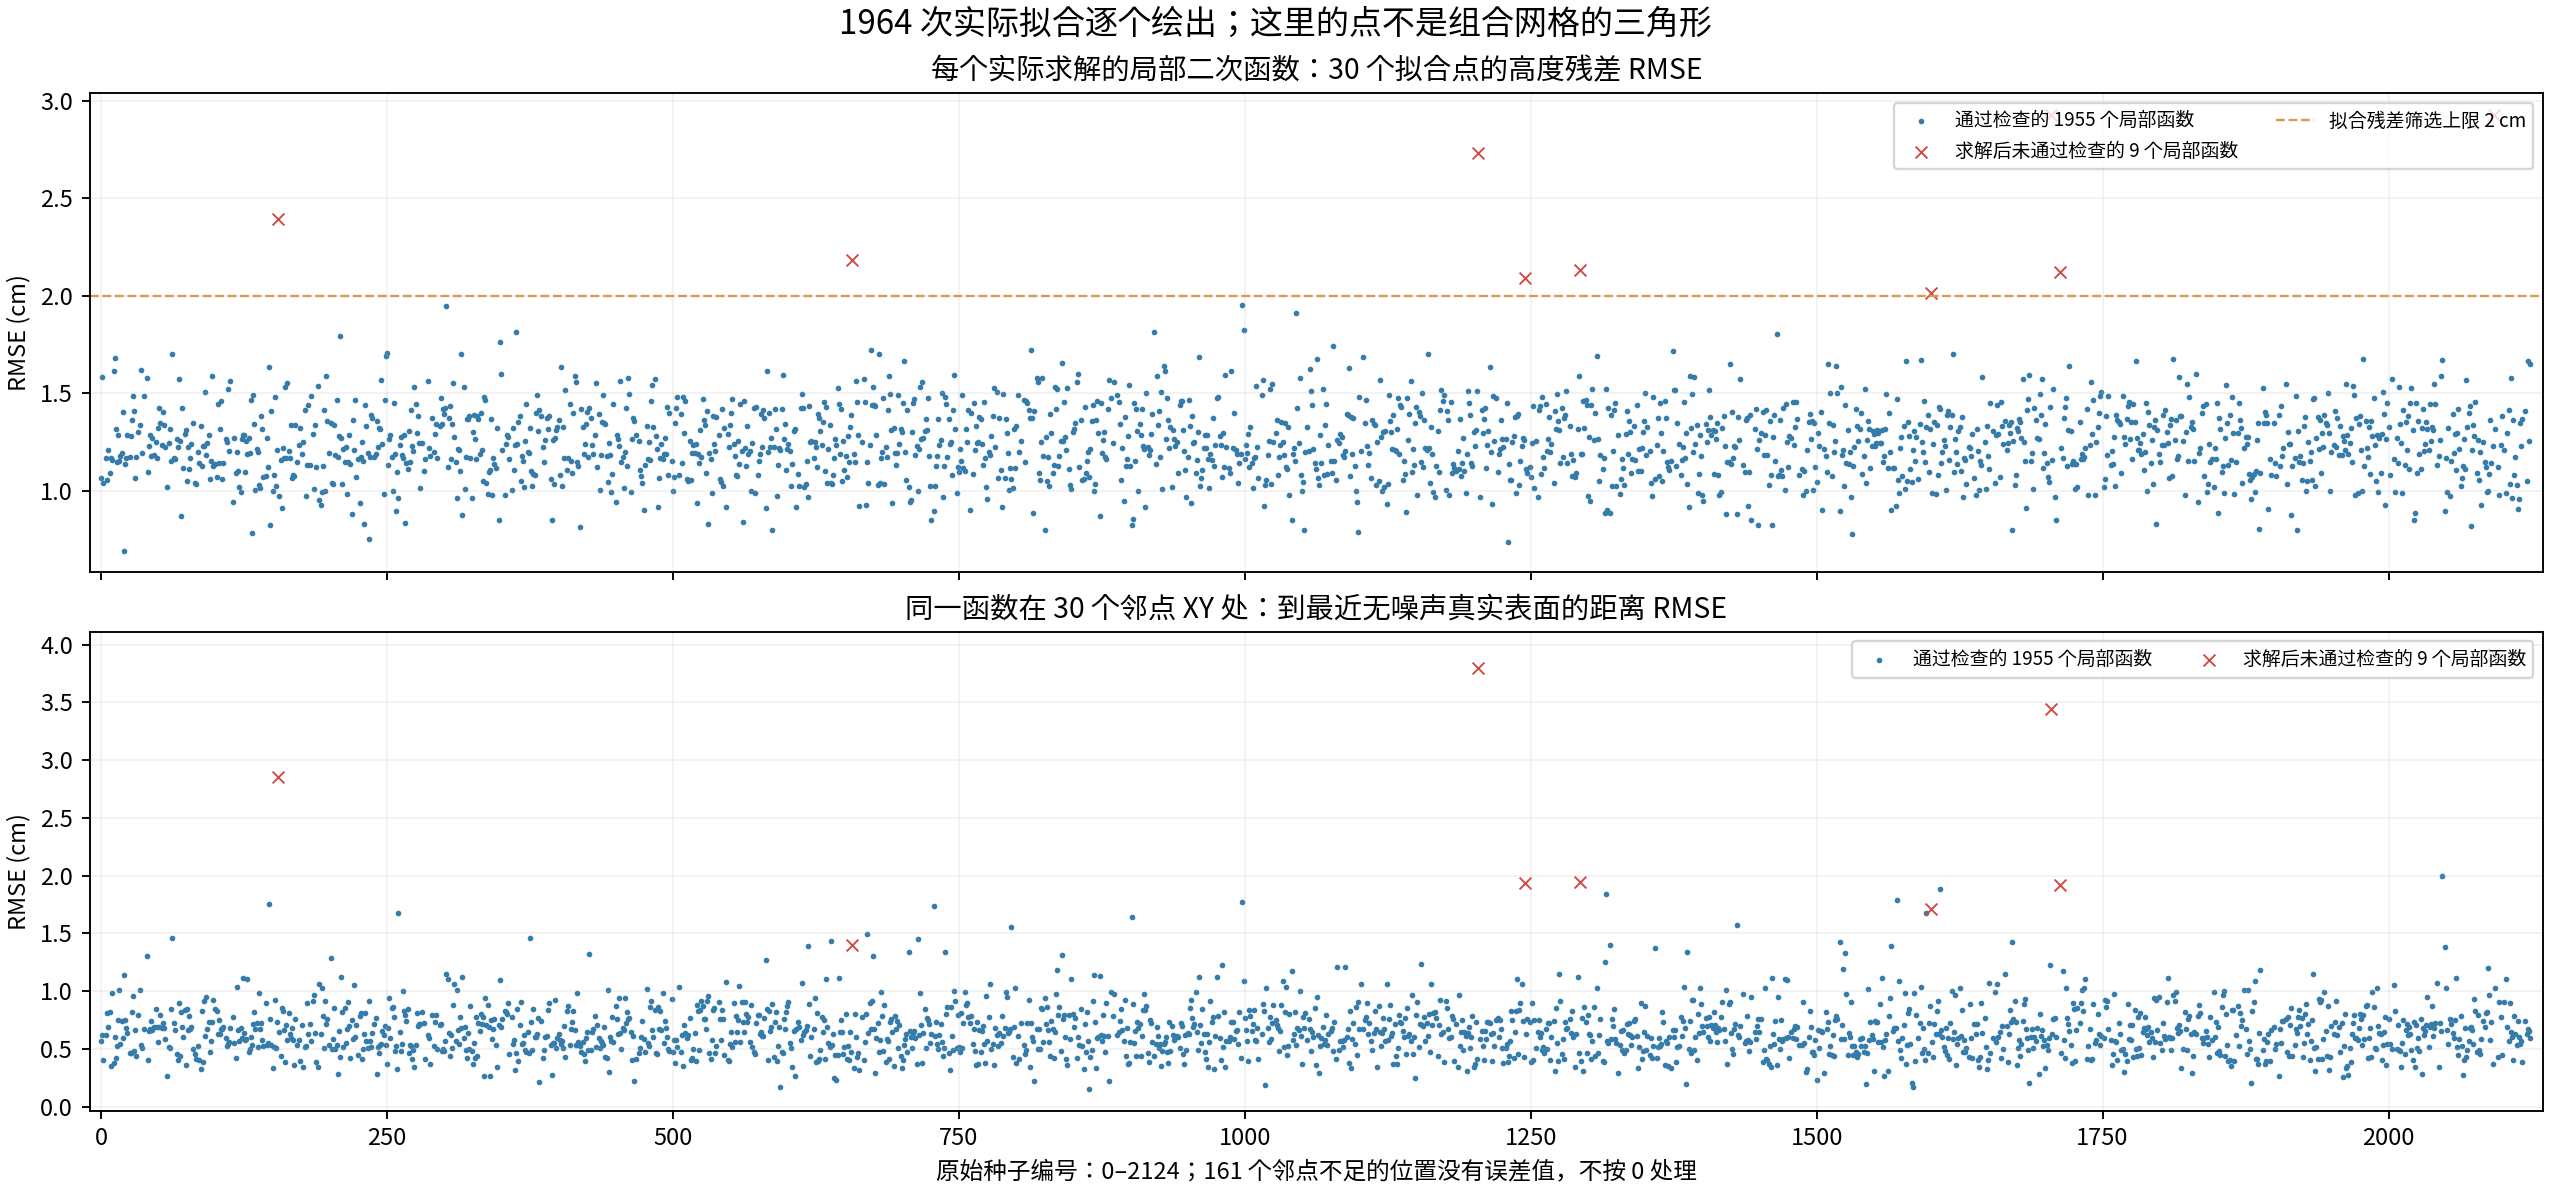 1964 次实际拟合逐个绘出；这里的点不是组合网格的三角形
每个实际求解的局部二次函数：30 个拟合点的高度残差 RMSE
3.0
2.5
2.0
1.5
1.0
RMSE (cm)
通过检查的 1955 个局部函数
求解后未通过检查的 9 个局部函数
拟合残差筛选上限 2 cm
同一函数在 30 个邻点 XY 处：到最近无噪声真实表面的距离 RMSE
4.0
3.5
3.0
2.5
2.0
1.5
1.0
0.5
0.0
RMSE (cm)
通过检查的 1955 个局部函数
求解后未通过检查的 9 个局部函数
0 250 500 750 1000 1250 1500 1750 2000
原始种子编号：0–2124；161 个邻点不足的位置没有误差值，不按 0 处理